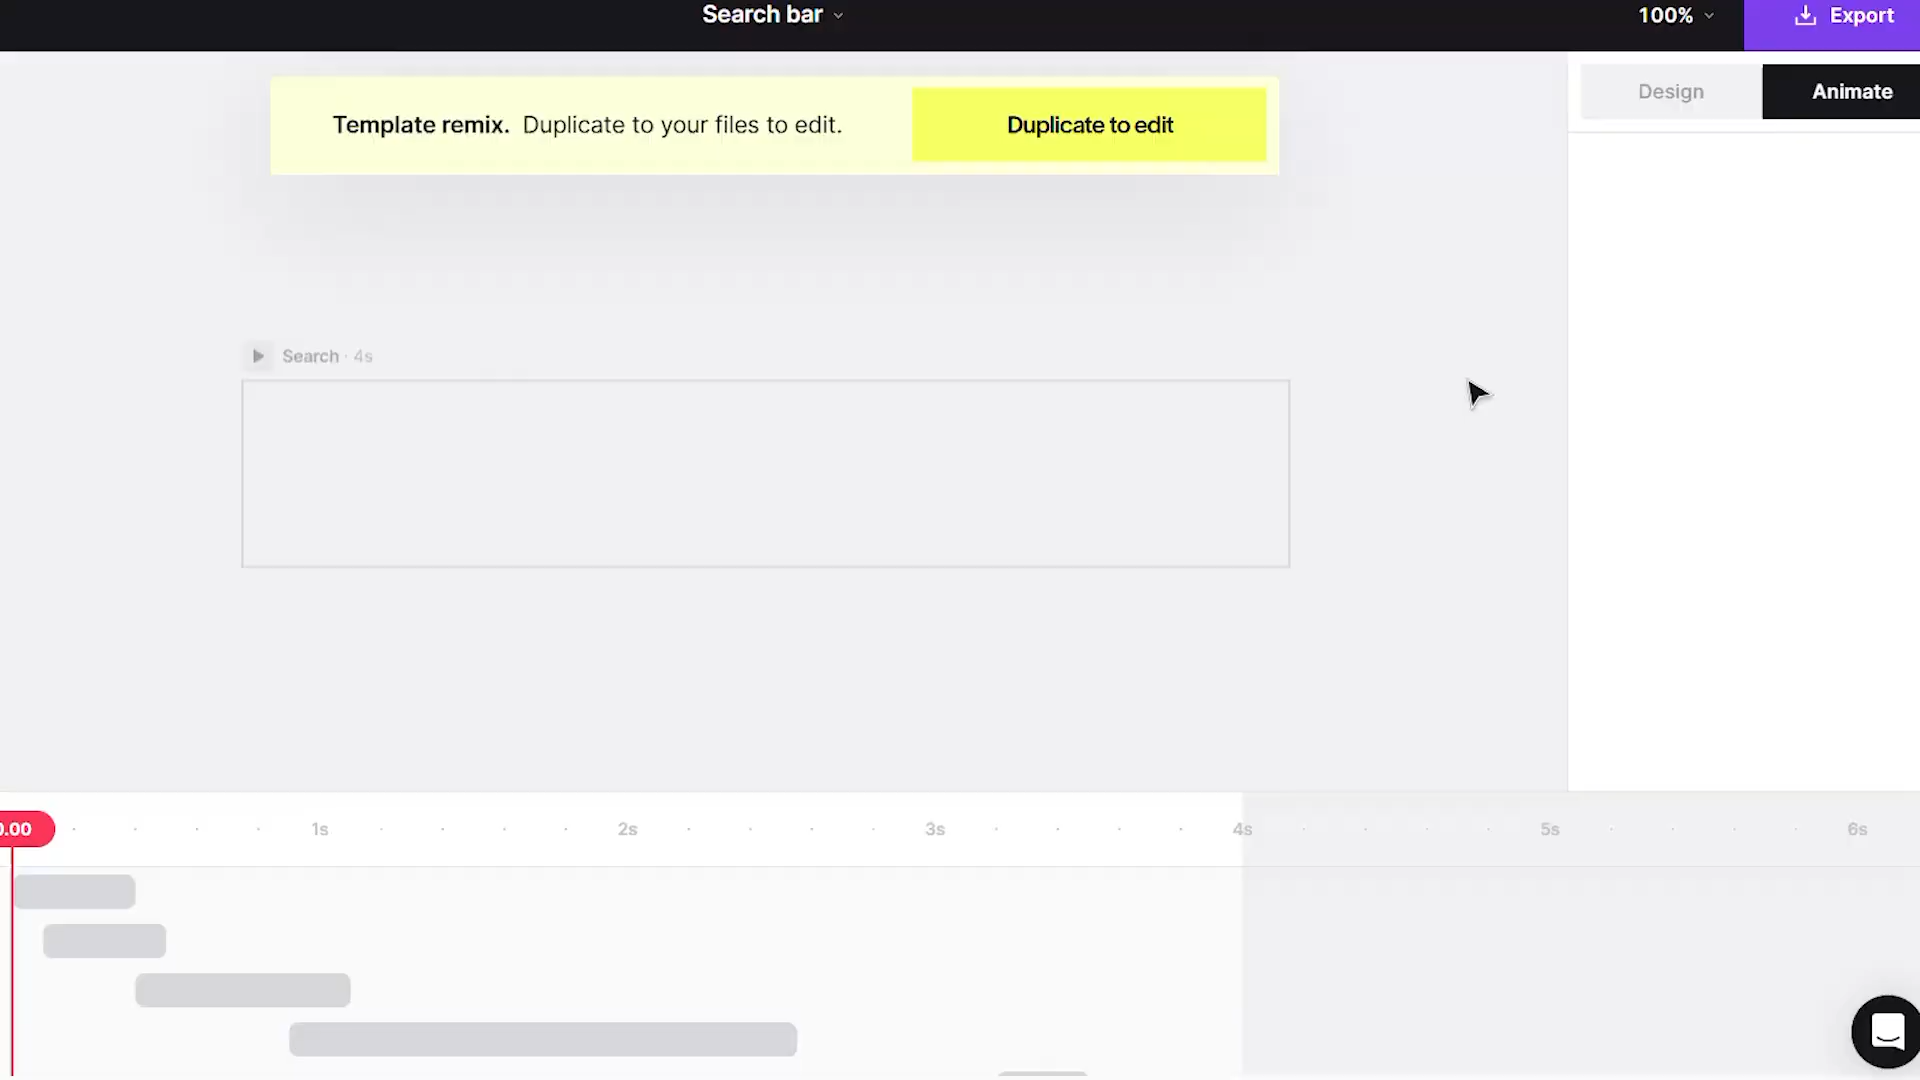 Search bar
100%
Export
Design
Animate
Template remix. Duplicate to your files to edit.
Duplicate to edit
Search · 4s
0.00
1s
2s
3s
4s
5s
6s